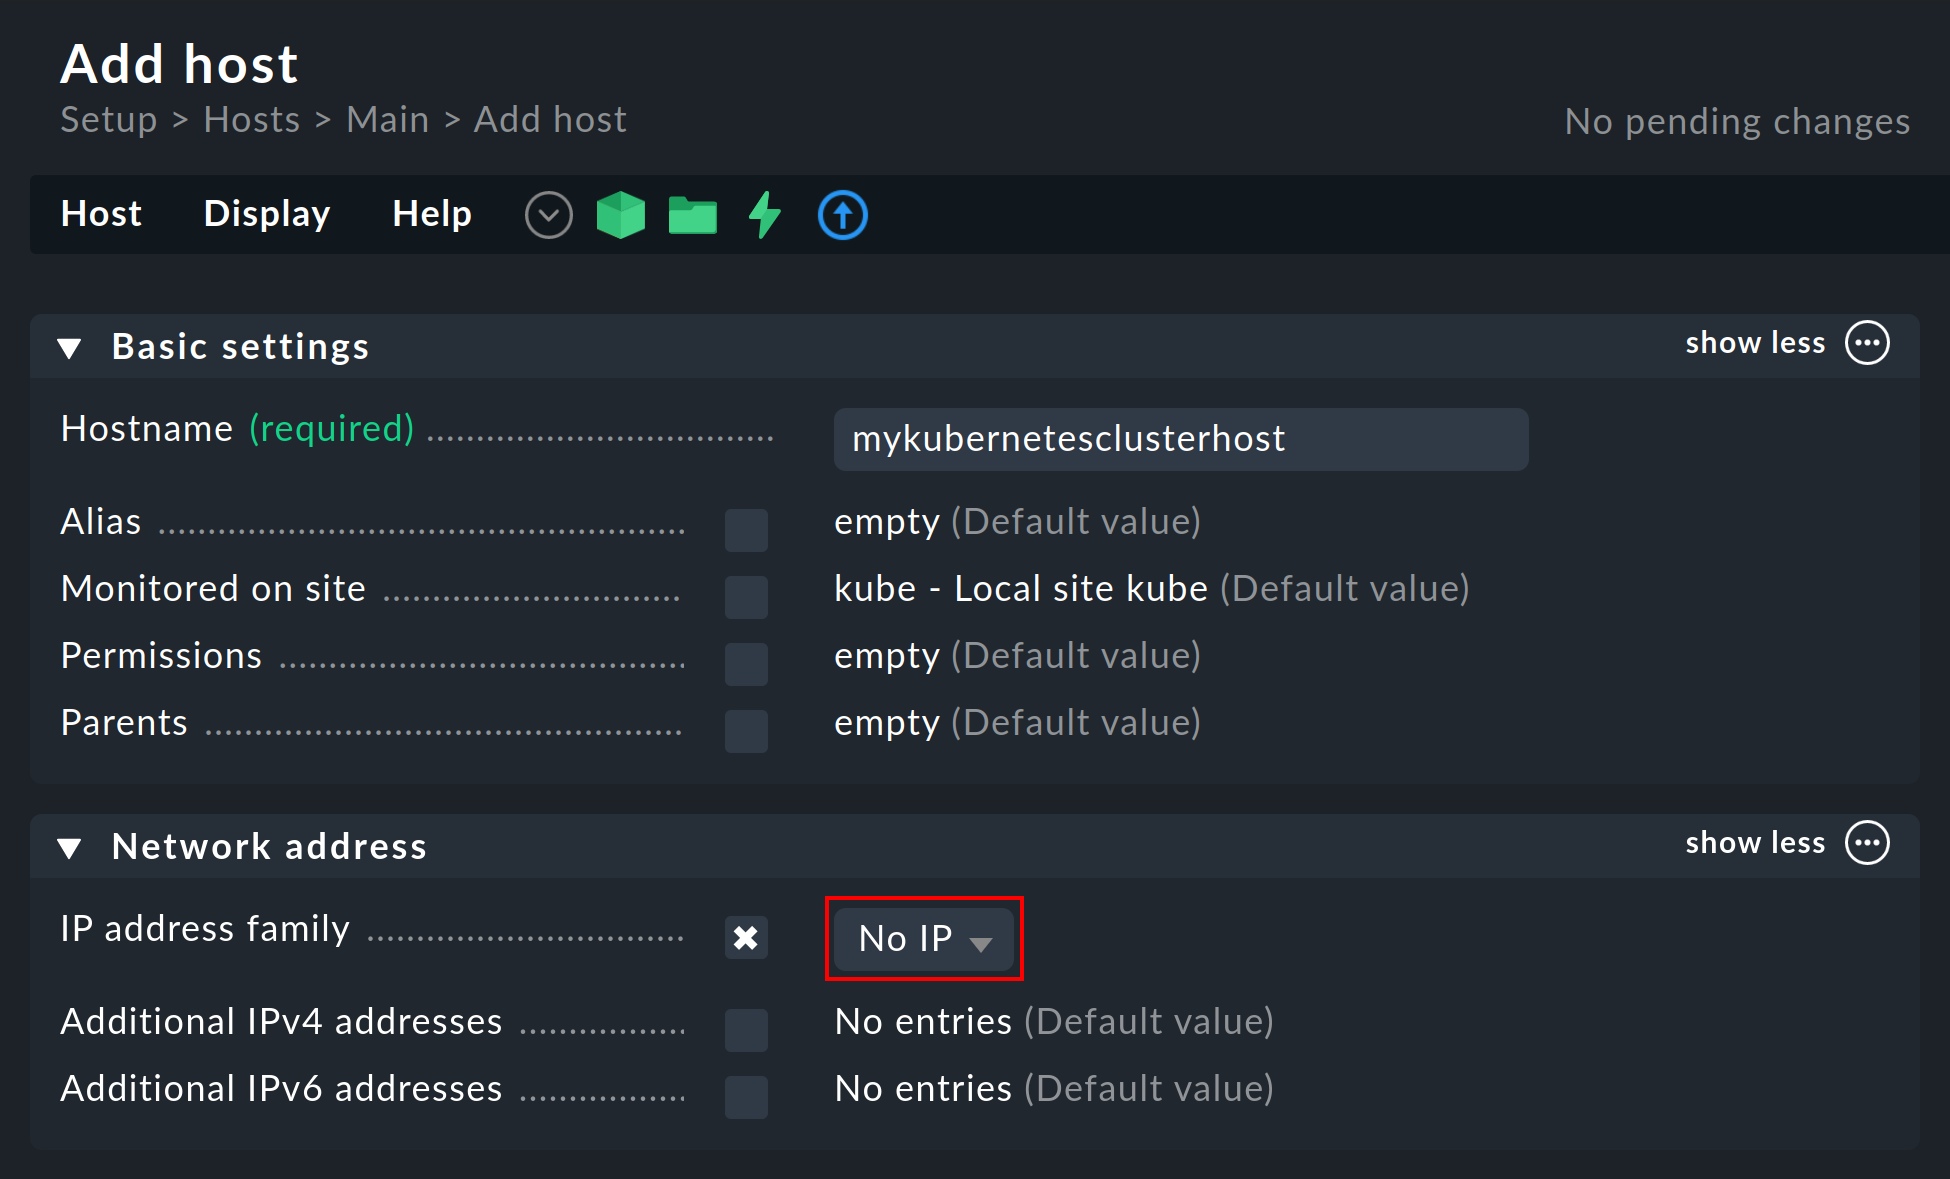 Add host
Setup > Hosts > Main > Add host
No pending changes
Host Display Help
Basic settings
show less
Hostname (required)
mykubernetesclusterhost
Alias
empty (Default value)
Monitored on site
kube - Local site kube (Default value)
Permissions
empty (Default value)
Parents
empty (Default value)
Network address
show less
IP address family
No IP
Additional IPv4 addresses
No entries (Default value)
Additional IPv6 addresses
No entries (Default value)